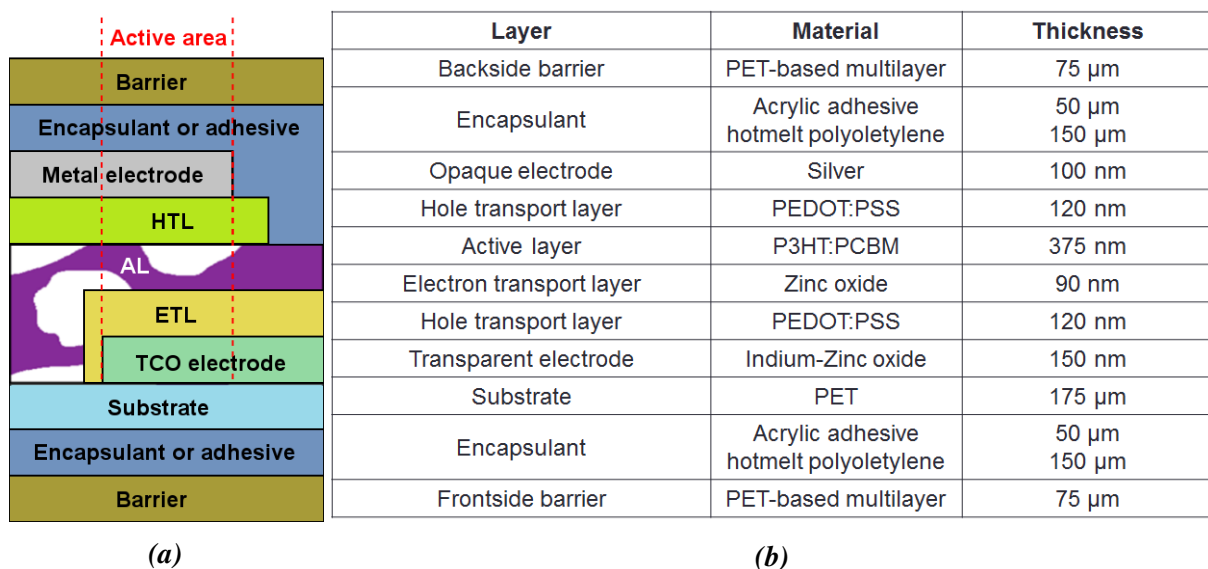 Active area
Barrier
Encapsulant or adhesive
Metal electrode
HTL
AL
ETL
TCO electrode
Substrate
Encapsulant or adhesive
Barrier
(a)
Layer Material Thickness
Backside barrier PET-based multilayer 75 µm
Encapsulant Acrylic adhesive 50 µm
hotmelt polyoletylene 150 µm
Opaque electrode Silver 100 nm
Hole transport layer PEDOT:PSS 120 nm
Active layer P3HT:PCBM 375 nm
Electron transport layer Zinc oxide 90 nm
Hole transport layer PEDOT:PSS 120 nm
Transparent electrode Indium-Zinc oxide 150 nm
Substrate PET 175 µm
Encapsulant Acrylic adhesive 50 µm
hotmelt polyoletylene 150 µm
Frontside barrier PET-based multilayer 75 µm
(b)